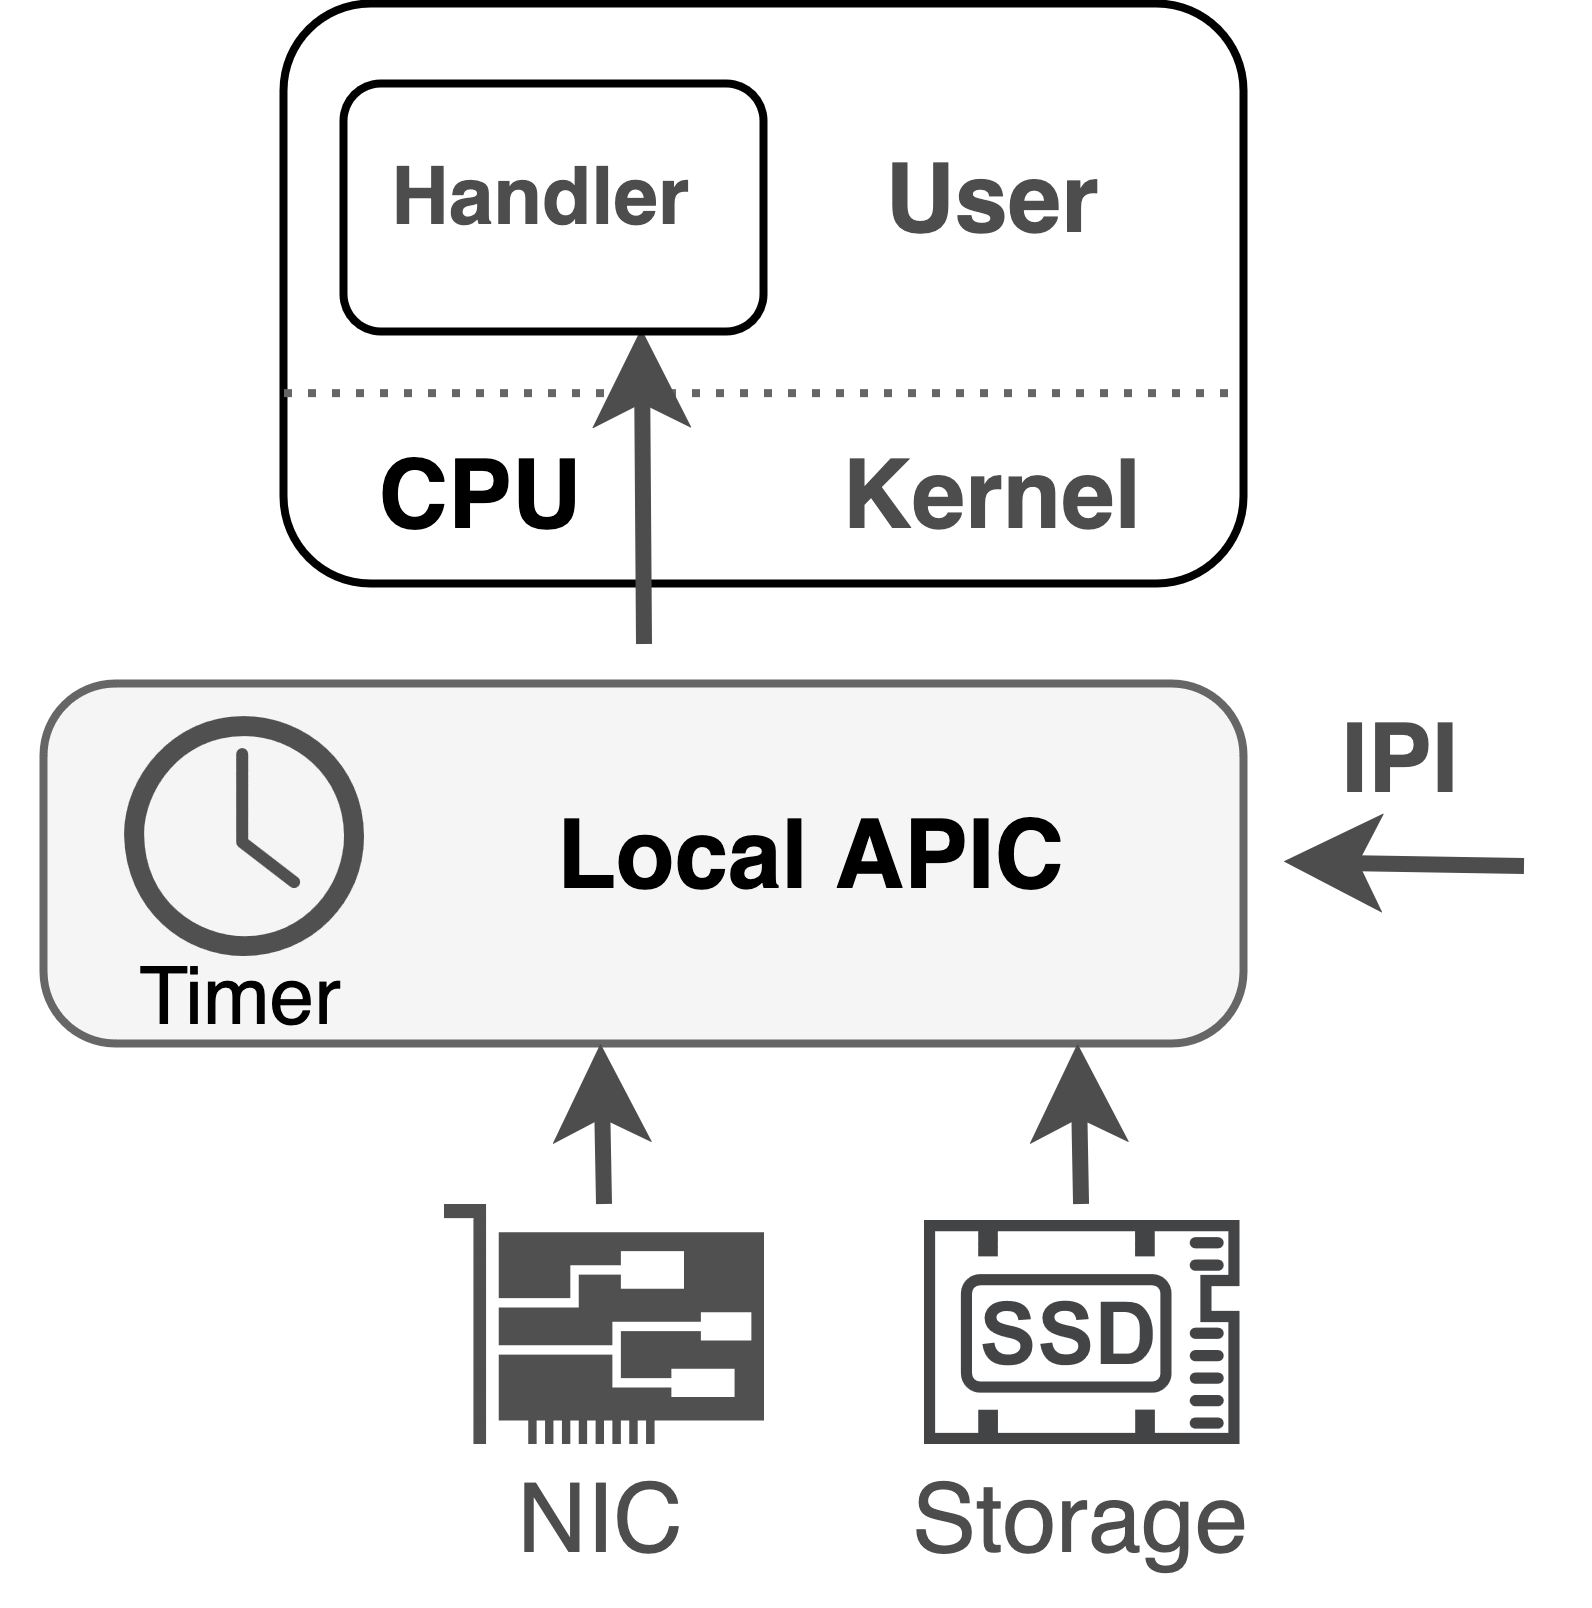 Handler
User
CPU
Kernel
IPI
Local APIC
Timer
SSD
NIC
Storage